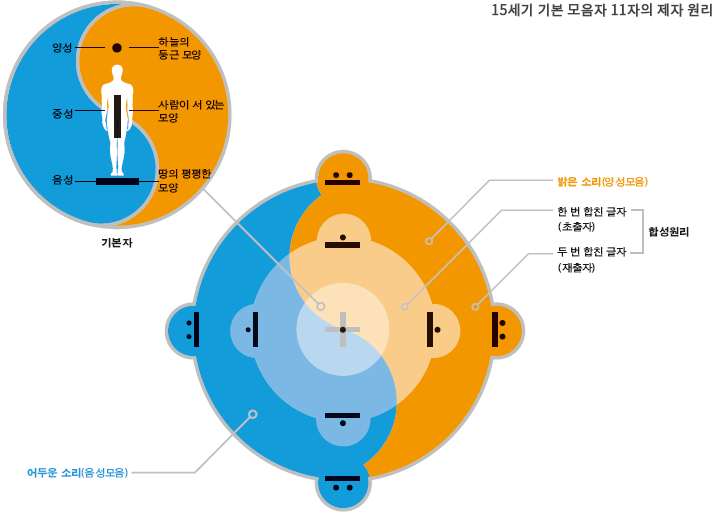 15세기 기본 모음자 11자의 제자 원리
양성
하늘의
둥근 모양
중성
사람이 서 있는
모양
음성
땅의 평평한
모양
기본자
밝은 소리(양성모음)
한 번 합친 글자
(초출자)
합성원리
두 번 합친 글자
(재출자)
어두운 소리(음성모음)